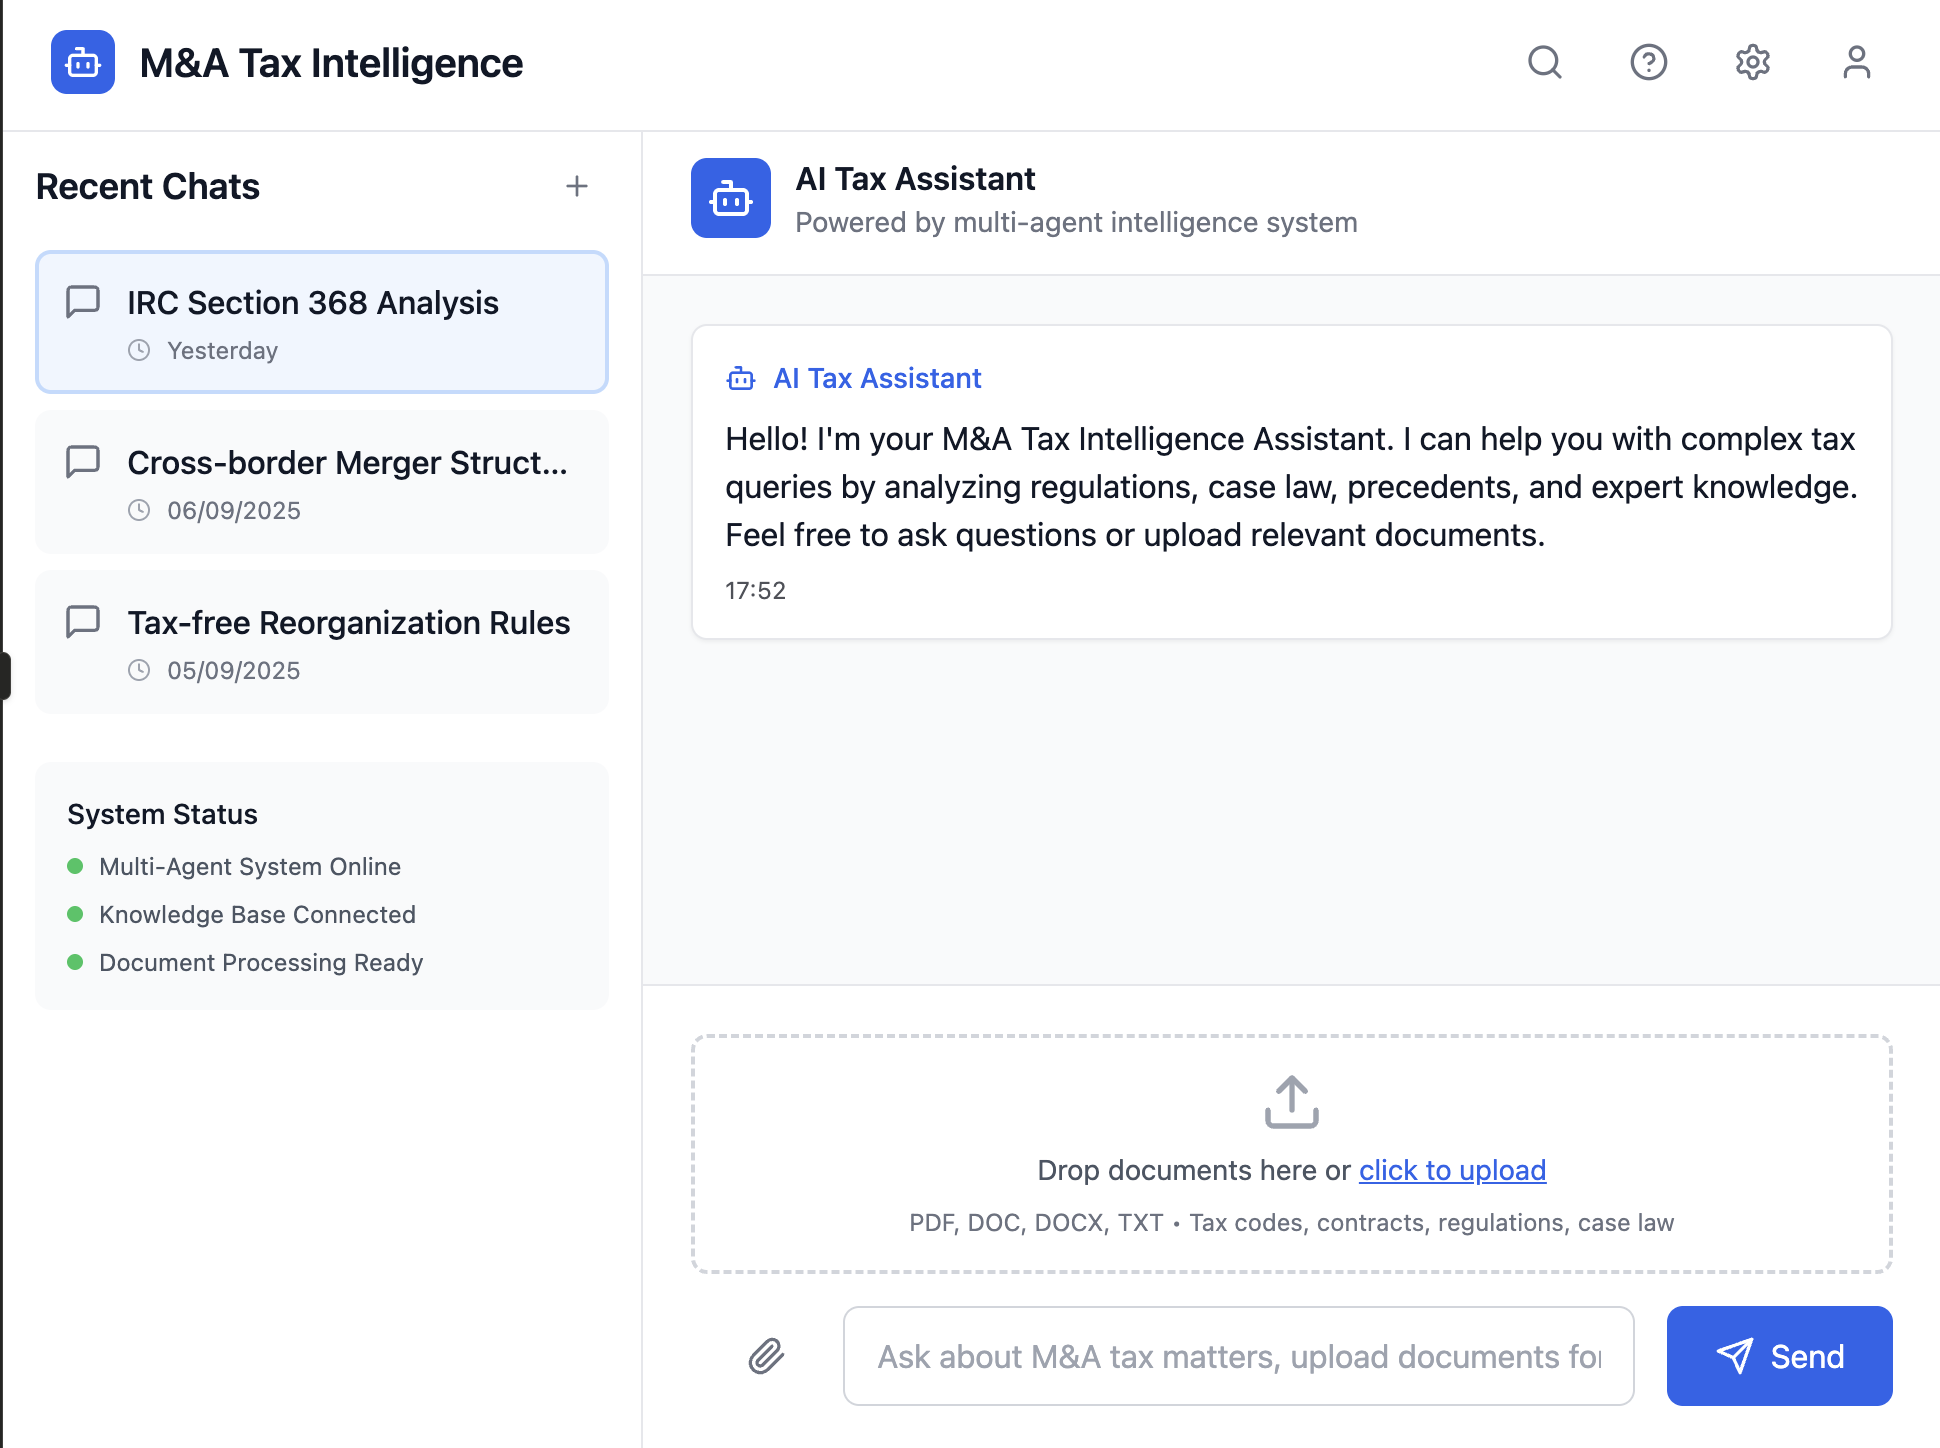 M&A Tax Intelligence
Recent Chats
IRC Section 368 Analysis
Yesterday
Cross-border Merger Struct...
06/09/2025
Tax-free Reorganization Rules
05/09/2025
System Status
Multi-Agent System Online
Knowledge Base Connected
Document Processing Ready
AI Tax Assistant
Powered by multi-agent intelligence system
AI Tax Assistant
Hello! I'm your M&A Tax Intelligence Assistant. I can help you with complex tax
queries by analyzing regulations, case law, precedents, and expert knowledge.
Feel free to ask questions or upload relevant documents.
17:52
Drop documents here or click to upload
PDF, DOC, DOCX, TXT • Tax codes, contracts, regulations, case law
Ask about M&A tax matters, upload documents for
Send